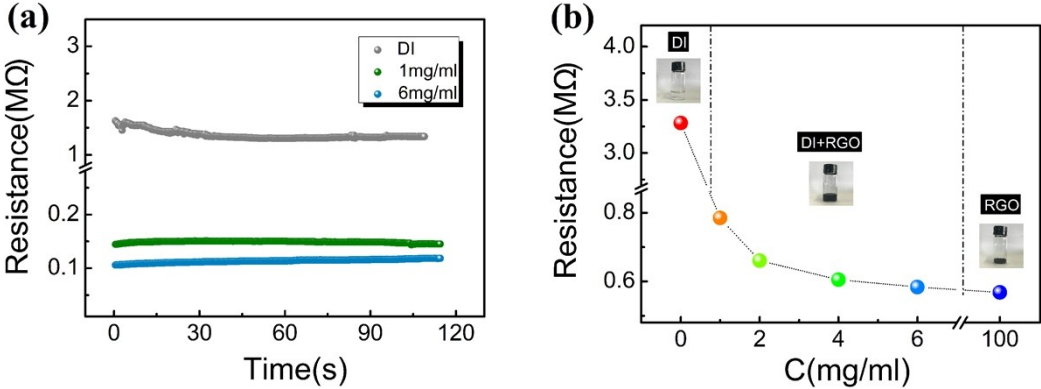 (a)
Resistance(MΩ)
3
2
1
0.2
0.1
DI
1mg/ml
6mg/ml
0
30
60
90
120
Time(s)
(b)
Resistance(MΩ)
4.0
3.5
3.0
0.8
0.6
DI
DI+RGO
RGO
0
2
4
6
100
C(mg/ml)